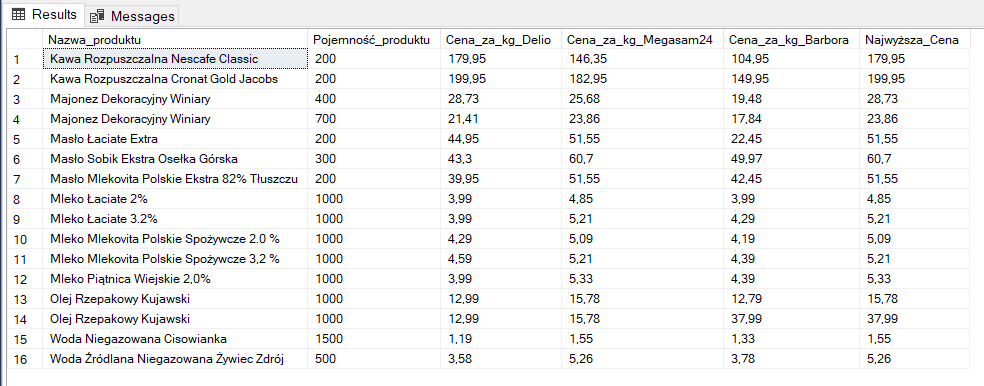 Results Messages
Nazwa_produktu Pojemność_produktu Cena_za_kg_Delio Cena_za_kg_Megasam24 Cena_za_kg_Barbora Najwyższa_Cena
1 Kawa Rozpuszczalna Nescafe Classic 200 179,95 146,35 104,95 179,95
2 Kawa Rozpuszczalna Cronat Gold Jacobs 200 199,95 182,95 149,95 199,95
3 Majonez Dekoracyjny Winiary 400 28,73 25,68 19,48 28,73
4 Majonez Dekoracyjny Winiary 700 21,41 23,86 17,84 23,86
5 Masło Łaciate Extra 200 44,95 51,55 22,45 51,55
6 Masło Sobik Ekstra Osełka Górska 300 43,3 60,7 49,97 60,7
7 Masło Mlekovita Polskie Ekstra 82% Tłuszczu 200 39,95 51,55 42,45 51,55
8 Mleko Łaciate 2% 1000 3,99 4,85 3,99 4,85
9 Mleko Łaciate 3.2% 1000 3,99 5,21 4,29 5,21
10 Mleko Mlekovita Polskie Spożywcze 2.0 % 1000 4,29 5,09 4,19 5,09
11 Mleko Mlekovita Polskie Spożywcze 3,2 % 1000 4,59 5,21 4,39 5,21
12 Mleko Piątnica Wiejskie 2,0% 1000 3,99 5,33 4,39 5,33
13 Olej Rzepakowy Kujawski 1000 12,99 15,78 12,79 15,78
14 Olej Rzepakowy Kujawski 1000 12,99 15,78 37,99 37,99
15 Woda Niegazowana Cisowianka 1500 1,19 1,55 1,33 1,55
16 Woda Źródlana Niegazowana Żywiec Zdrój 500 3,58 5,26 3,78 5,26